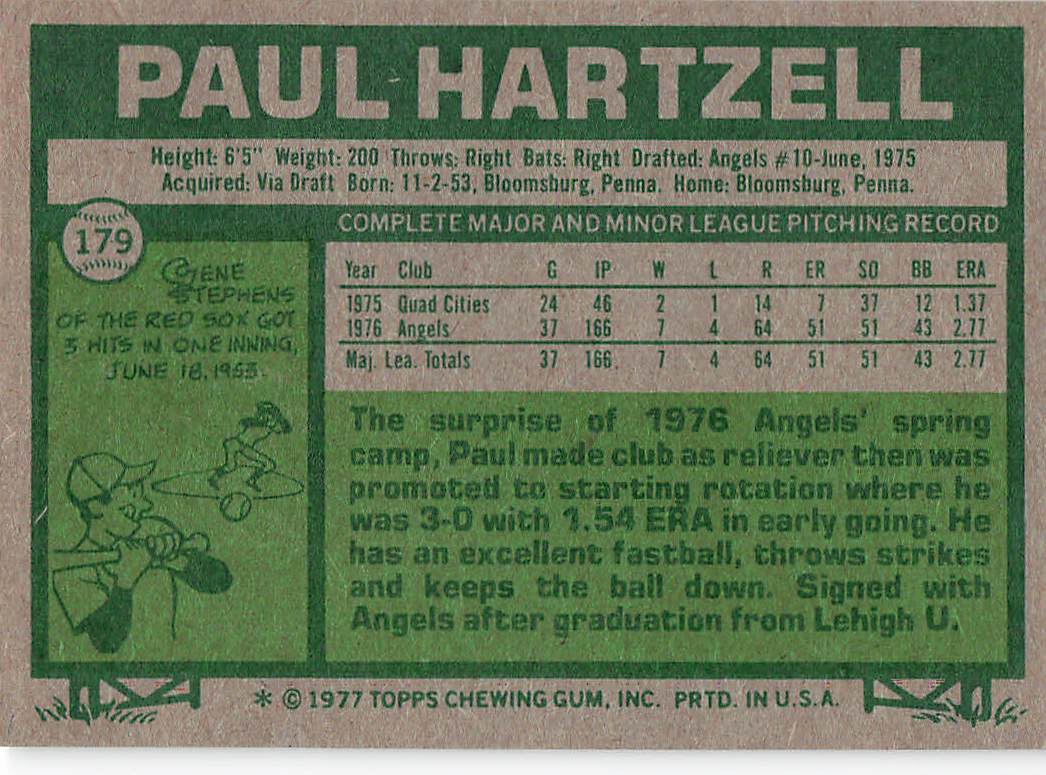 PAUL HARTZELL
Height: 6'5" Weight: 200 Throws: Right Bats: Right Drafted: Angels #10-June, 1975
Acquired: Via Draft Born: 11-2-53, Bloomsburg, Penna. Home: Bloomsburg, Penna.
179
GENE
STEPHENS
OF THE RED SOX GOT
3 HITS IN ONE INNING,
JUNE 18, 1953.
COMPLETE MAJOR AND MINOR LEAGUE PITCHING RECORD
Year Club G IP W L R ER SO BB ERA
1975 Quad Cities 24 46 2 1 14 7 37 12 1.37
1976 Angels 37 166 7 4 64 51 51 43 2.77
Maj. Lea. Totals 37 166 7 4 64 51 51 43 2.77
The surprise of 1976 Angels' spring
camp, Paul made club as reliever then was
promoted to starting rotation where he
was 3-0 with 1.54 ERA in early going. He
has an excellent fastball, throws strikes
and keeps the ball down. Signed with
Angels after graduation from Lehigh U.
* © 1977 TOPPS CHEWING GUM, INC. PRTD. IN U.S.A.